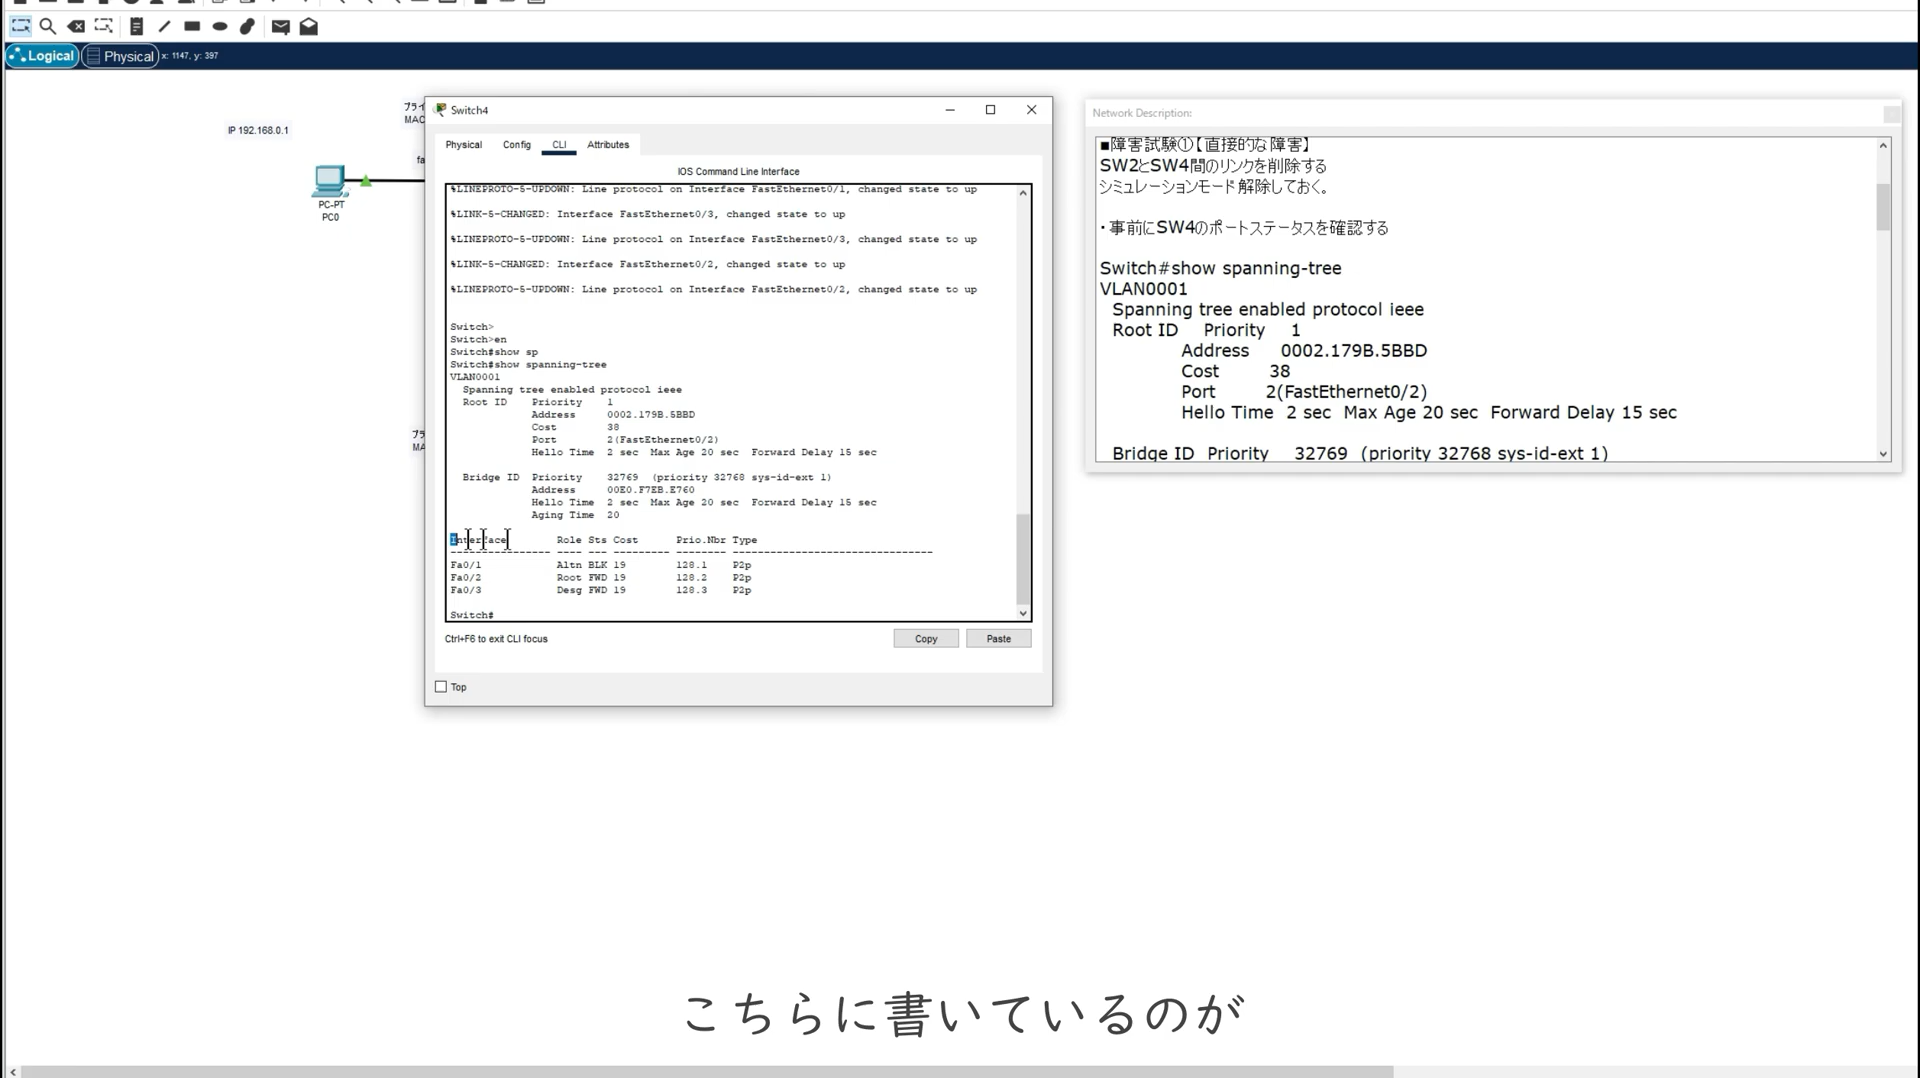 Logical
Physical
x: 1147, y: 397
IP 192.168.0.1
プライ
MAC
fa
PC-PT
PC0
プラ
MA
Switch4
Physical
Config
CLI
Attributes
IOS Command Line Interface
%LINEPROTO-5-UPDOWN: Line protocol on Interface FastEthernet0/1, changed state to up
%LINK-5-CHANGED: Interface FastEthernet0/3, changed state to up
%LINEPROTO-5-UPDOWN: Line protocol on Interface FastEthernet0/3, changed state to up
%LINK-5-CHANGED: Interface FastEthernet0/2, changed state to up
%LINEPROTO-5-UPDOWN: Line protocol on Interface FastEthernet0/2, changed state to up
Switch>
Switch>en
Switch#show sp
Switch#show spanning-tree
VLAN0001
Spanning tree enabled protocol ieee
Root ID Priority 1
Address 0002.179B.5BBD
Cost 38
Port 2(FastEthernet0/2)
Hello Time 2 sec Max Age 20 sec Forward Delay 15 sec
Bridge ID Priority 32769 (priority 32768 sys-id-ext 1)
Address 00E0.F7EB.E760
Hello Time 2 sec Max Age 20 sec Forward Delay 15 sec
Aging Time 20
Interface Role Sts Cost Prio.Nbr Type
---------------- ---- --- --------- -------- --------------------------------
Fa0/1 Altn BLK 19 128.1 P2p
Fa0/2 Root FWD 19 128.2 P2p
Fa0/3 Desg FWD 19 128.3 P2p
Switch#
Ctrl+F6 to exit CLI focus
Copy
Paste
Top
Network Description:
■障害試験①【直接的な障害】
SW2とSW4間のリンクを削除する
シミュレーションモード解除しておく。
・事前にSW4のポートステータスを確認する
Switch#show spanning-tree
VLAN0001
Spanning tree enabled protocol ieee
Root ID Priority 1
Address 0002.179B.5BBD
Cost 38
Port 2(FastEthernet0/2)
Hello Time 2 sec Max Age 20 sec Forward Delay 15 sec
Bridge ID Priority 32769 (priority 32768 sys-id-ext 1)
こちらに書いているのが